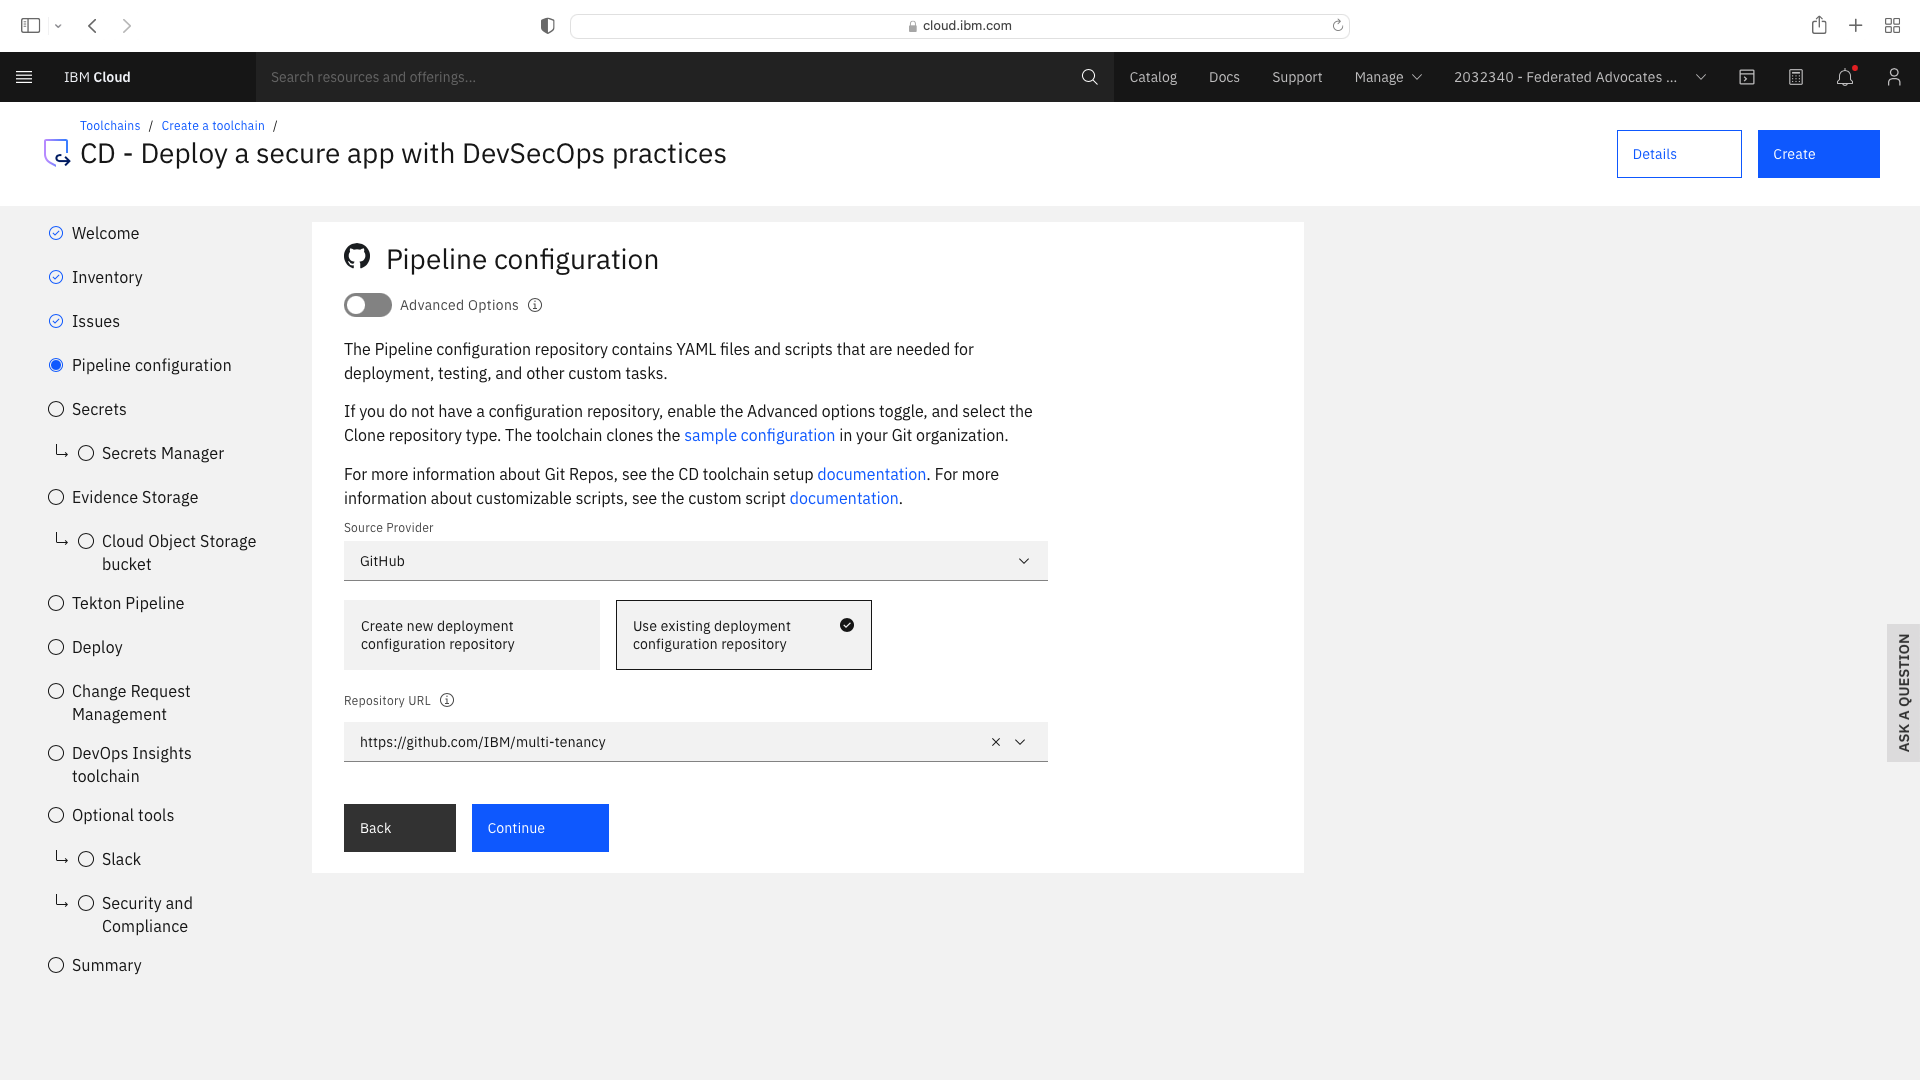 cloud.ibm.com
IBM Cloud
Search resources and offerings...
Catalog
Docs
Support
Manage
2032340 - Federated Advocates ...
Toolchains / Create a toolchain /
CD - Deploy a secure app with DevSecOps practices
Details
Create
Welcome
Inventory
Issues
Pipeline configuration
Secrets
Secrets Manager
Evidence Storage
Cloud Object Storage
bucket
Tekton Pipeline
Deploy
Change Request
Management
DevOps Insights
toolchain
Optional tools
Slack
Security and
Compliance
Summary
Pipeline configuration
Advanced Options
The Pipeline configuration repository contains YAML files and scripts that are needed for
deployment, testing, and other custom tasks.
If you do not have a configuration repository, enable the Advanced options toggle, and select the
Clone repository type. The toolchain clones the sample configuration in your Git organization.
For more information about Git Repos, see the CD toolchain setup documentation. For more
information about customizable scripts, see the custom script documentation.
Source Provider
GitHub
Create new deployment
configuration repository
Use existing deployment
configuration repository
Repository URL
https://github.com/IBM/multi-tenancy
Back
Continue
ASK A QUESTION